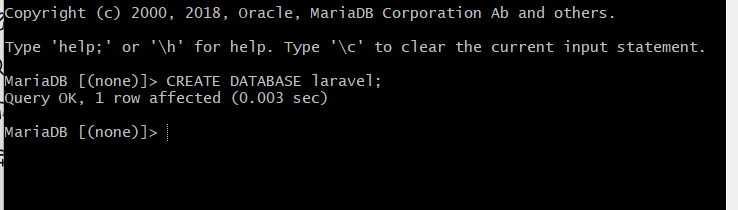 Copyright (c) 2000, 2018, Oracle, MariaDB Corporation Ab and others.
Type 'help;' or '\h' for help. Type '\c' to clear the current input statement.
MariaDB [(none)]> CREATE DATABASE laravel;
Query OK, 1 row affected (0.003 sec)
MariaDB [(none)]>